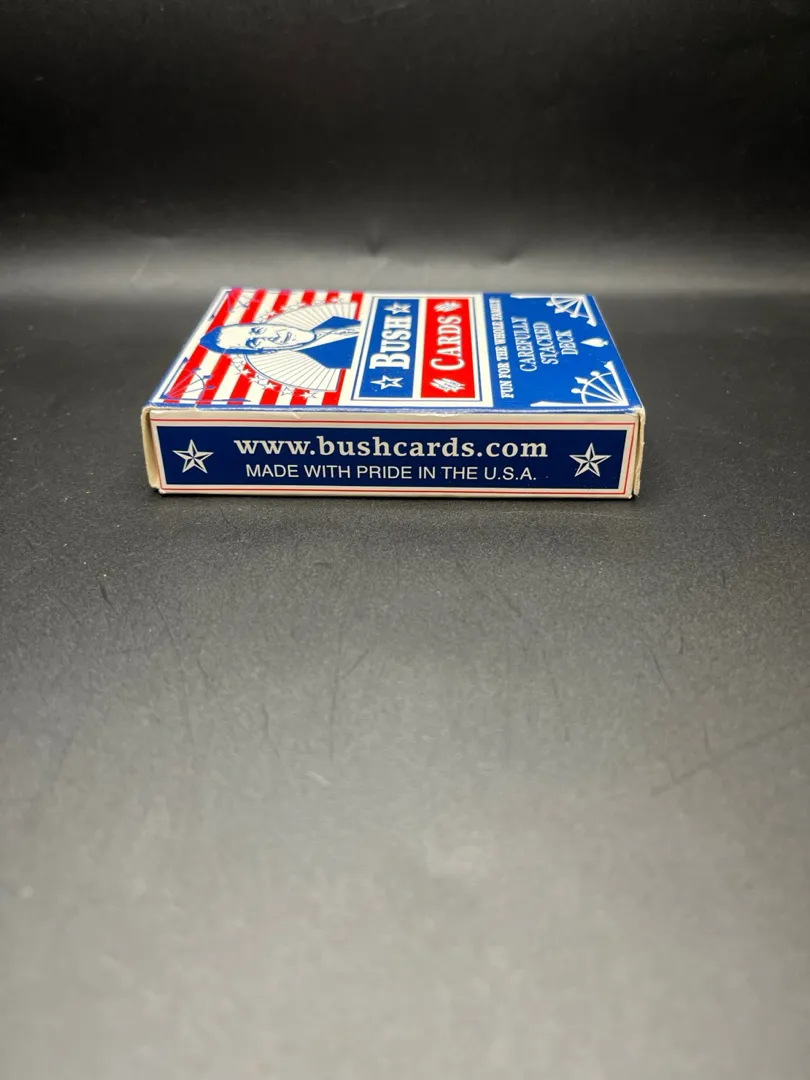 BUSH
CARDS
FUN FOR THE WHOLE FAMILY!
CAREFULLY
STACKED
DECK
www.bushcards.com
MADE WITH PRIDE IN THE U.S.A.